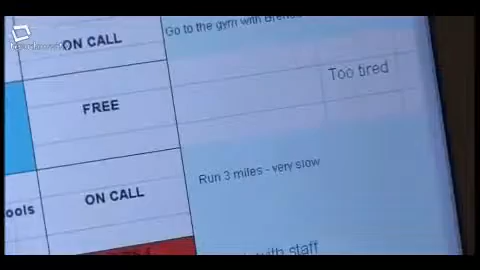 Go to the gym with
ON CALL
Too tired
FREE
Run 3 miles - very slow
ools
ON CALL
with staff